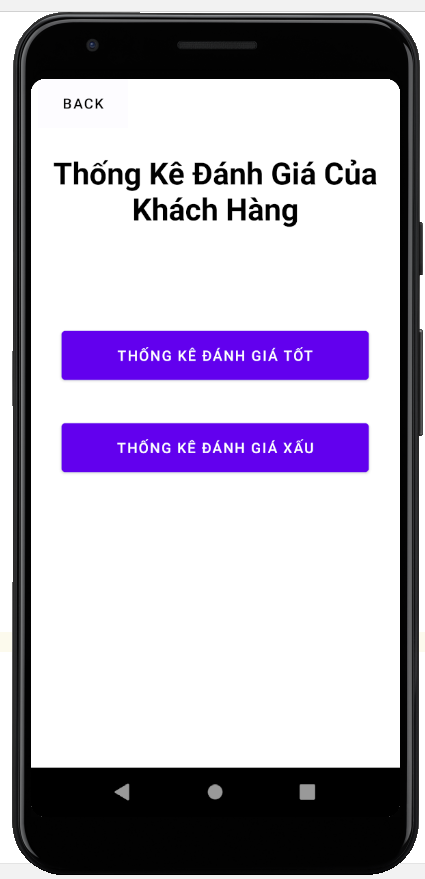 BACK
Thống Kê Đánh Giá Của
Khách Hàng
THỐNG KÊ ĐÁNH GIÁ TỐT
THỐNG KÊ ĐÁNH GIÁ XẤU